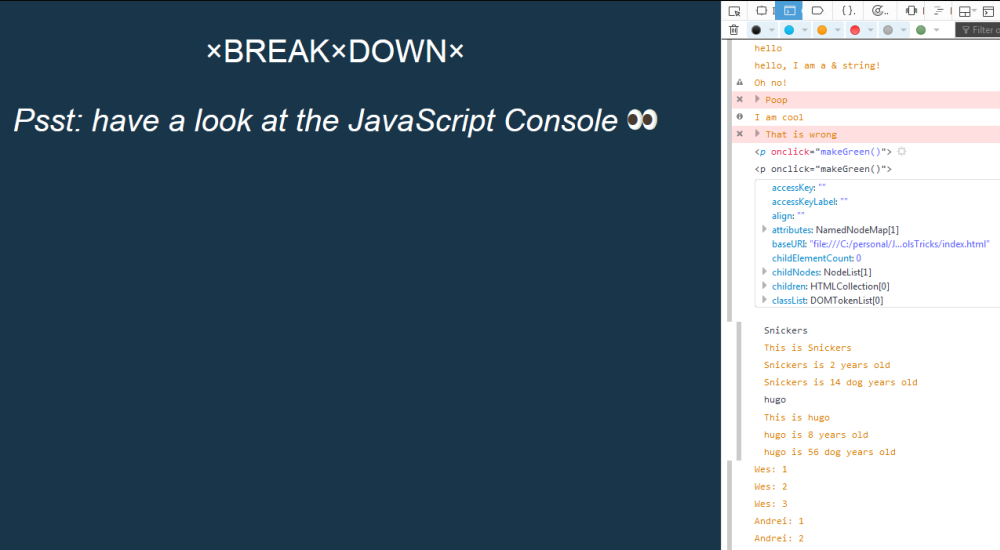 ×BREAK×DOWN×
Psst: have a look at the JavaScript Console 👀
Filter
hello
hello, I am a & string!
Oh no!
Poop
I am cool
That is wrong
<p onclick="makeGreen()">
<p onclick="makeGreen()">
accessKey: ""
accessKeyLabel: ""
align: ""
attributes: NamedNodeMap[1]
baseURI: "file:///C:/personal/J...olsTricks/index.html"
childElementCount: 0
childNodes: NodeList[1]
children: HTMLCollection[0]
classList: DOMTokenList[0]
Snickers
This is Snickers
Snickers is 2 years old
Snickers is 14 dog years old
hugo
This is hugo
hugo is 8 years old
hugo is 56 dog years old
Wes: 1
Wes: 2
Wes: 3
Andrei: 1
Andrei: 2